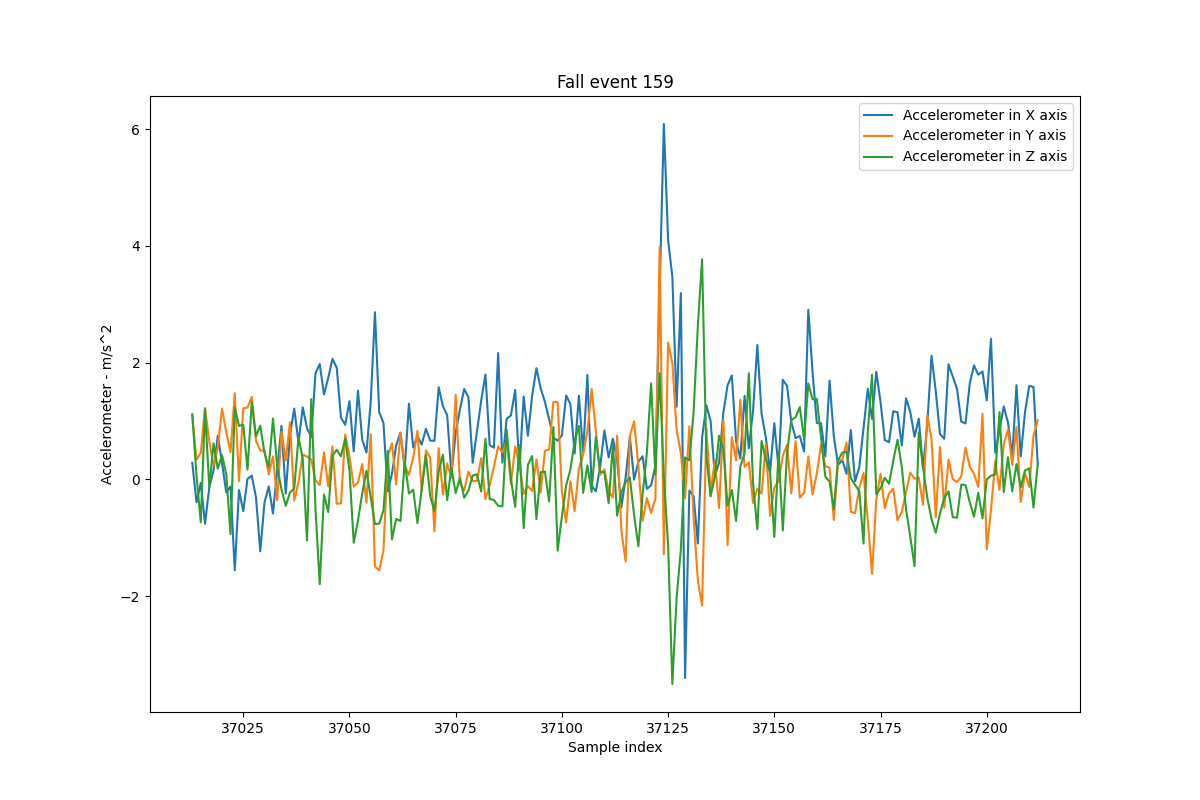 Fall event 159
Accelerometer in X axis
Accelerometer in Y axis
Accelerometer in Z axis
Accelerometer - m/s^2
6
4
2
0
−2
37025 37050 37075 37100 37125 37150 37175 37200
Sample index